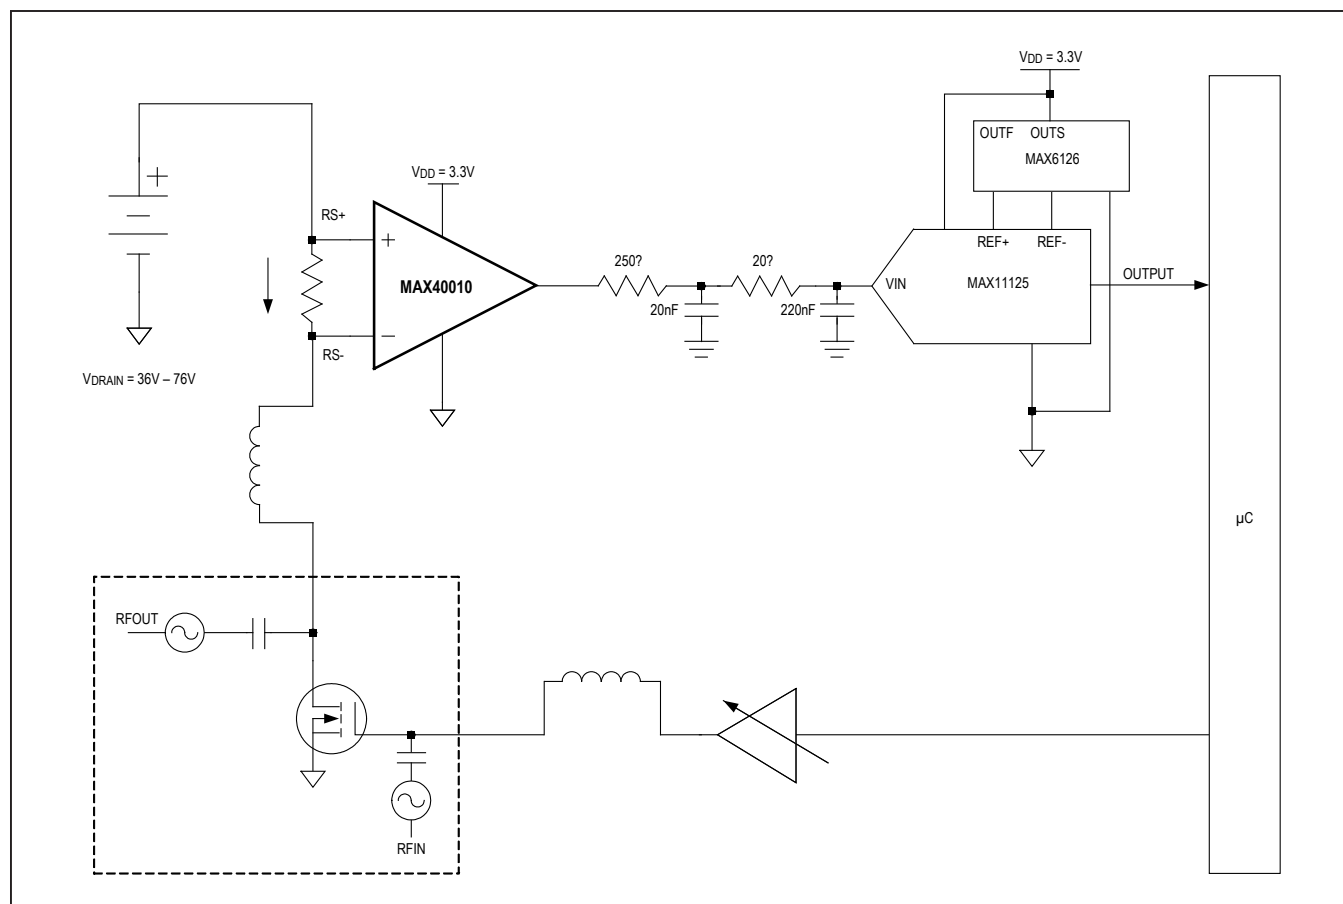 VDD = 3.3V
OUTF OUTS
MAX6126
VDD = 3.3V
RS+
+
+
REF+ REF-
MAX40010
250?
20?
VIN
MAX11125
OUTPUT
20nF
220nF
−
RS-
VDRAIN = 36V – 76V
µC
RFOUT
RFIN